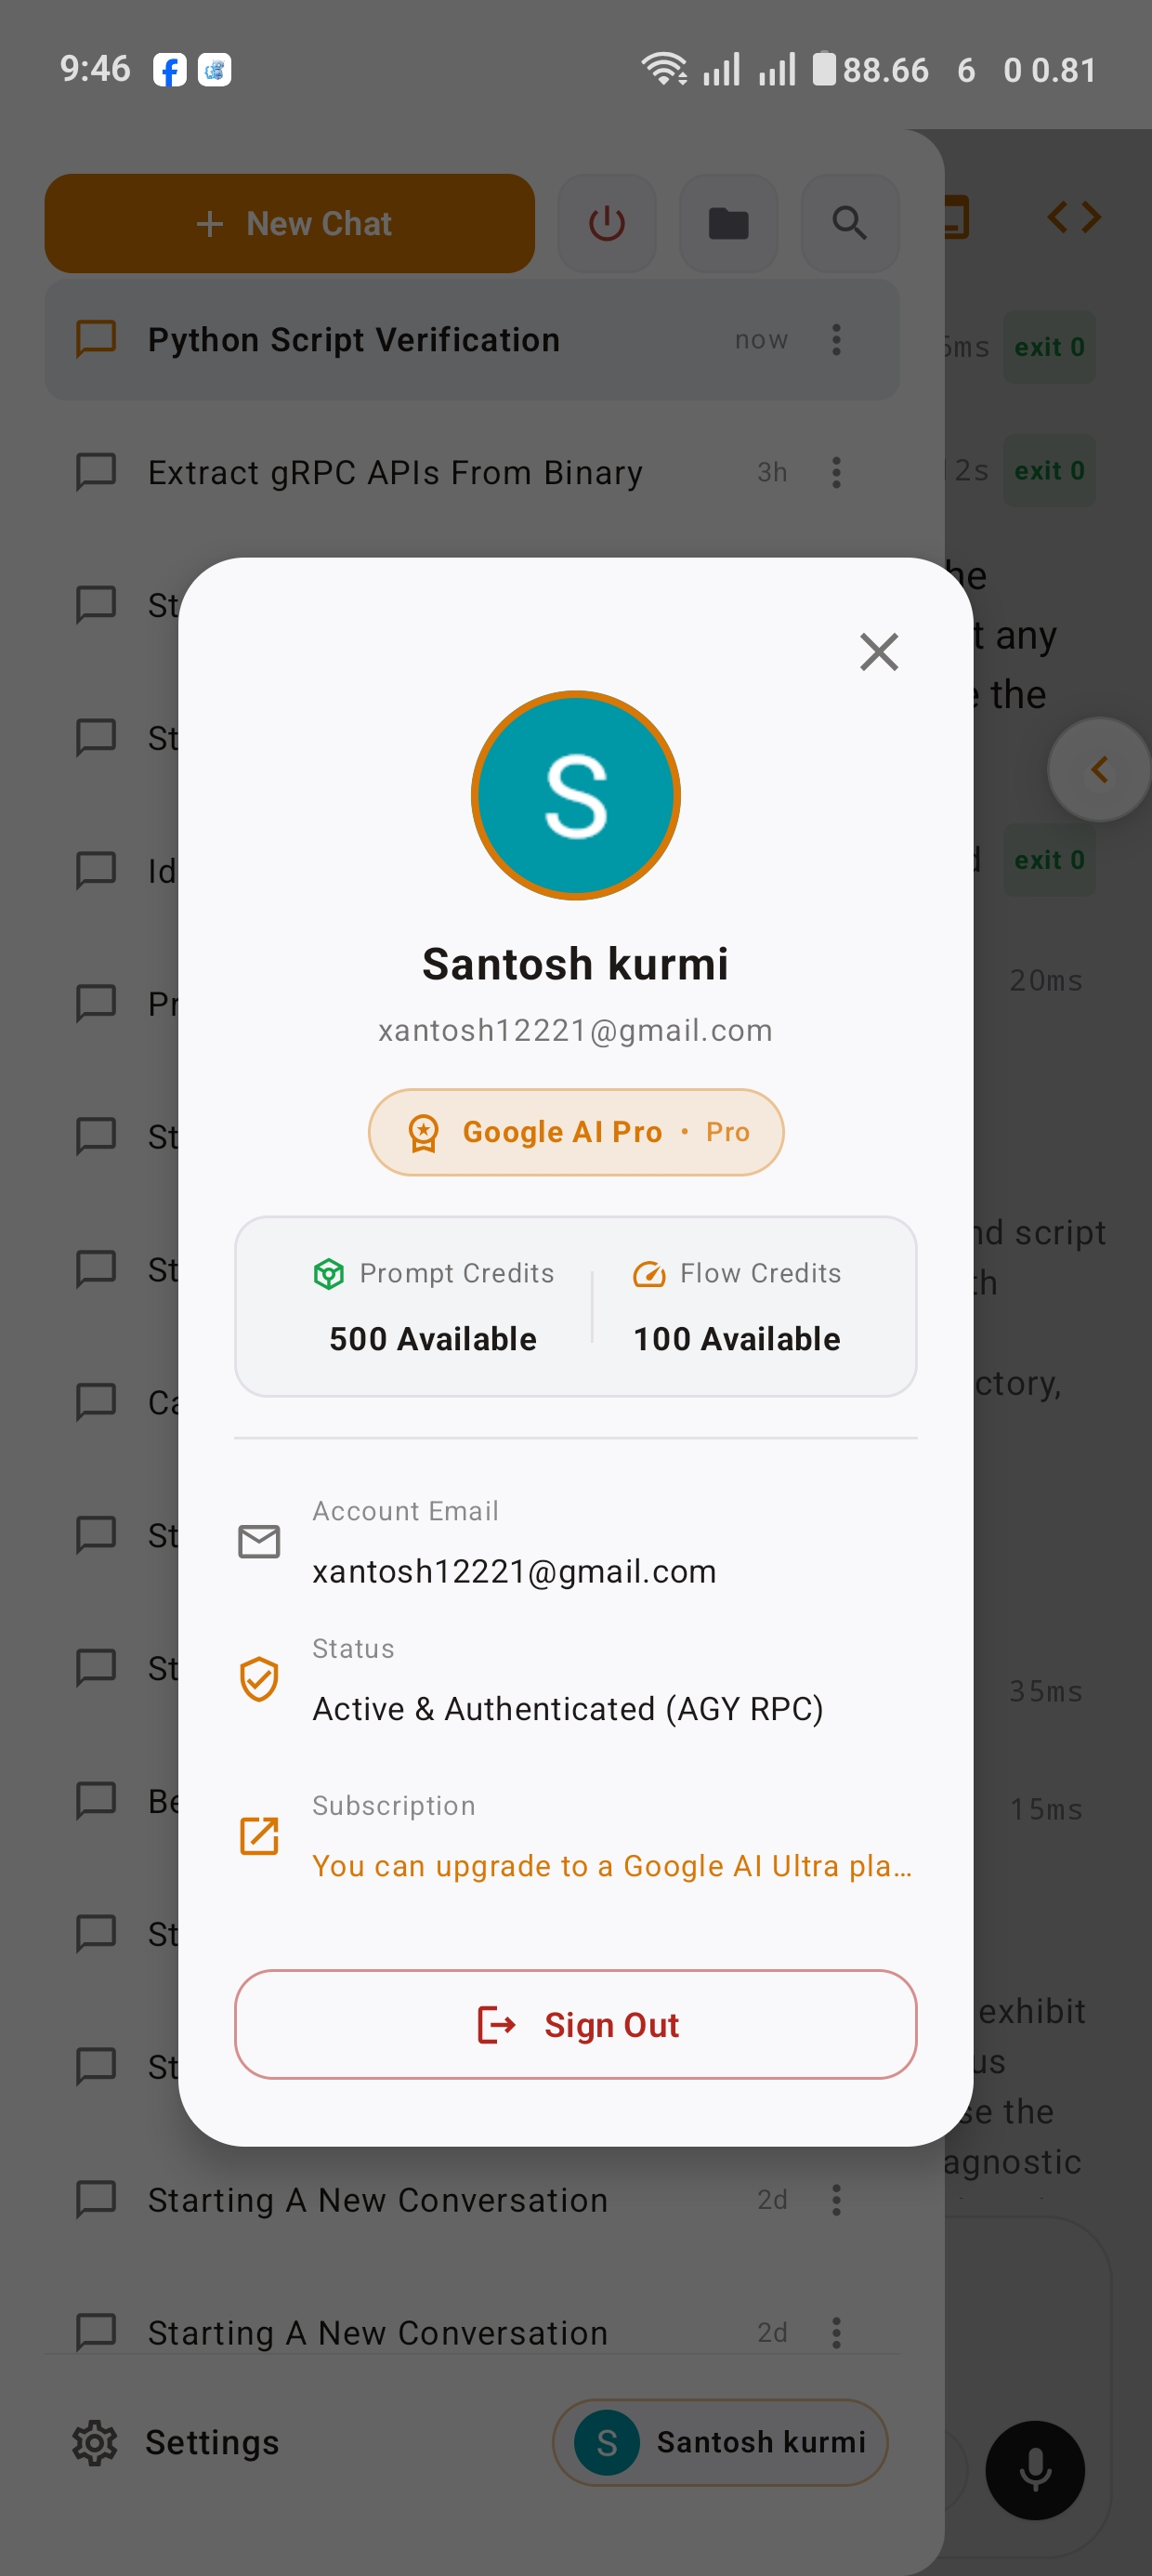 9:46 88.66 6 0 0.81
+ New Chat
Python Script Verification now
exit 0
Extract gRPC APIs From Binary 3h
exit 0
any
the
exit 0
S
Santosh kurmi
20ms
xantosh12221@gmail.com
Google AI Pro • Pro
script
Prompt Credits
Flow Credits
500 Available
100 Available
Account Email
xantosh12221@gmail.com
Status
Active & Authenticated (AGY RPC)
35ms
Subscription
15ms
You can upgrade to a Google AI Ultra pla…
exhibit
Sign Out
the
Starting A New Conversation 2d
Starting A New Conversation 2d
Settings
S Santosh kurmi